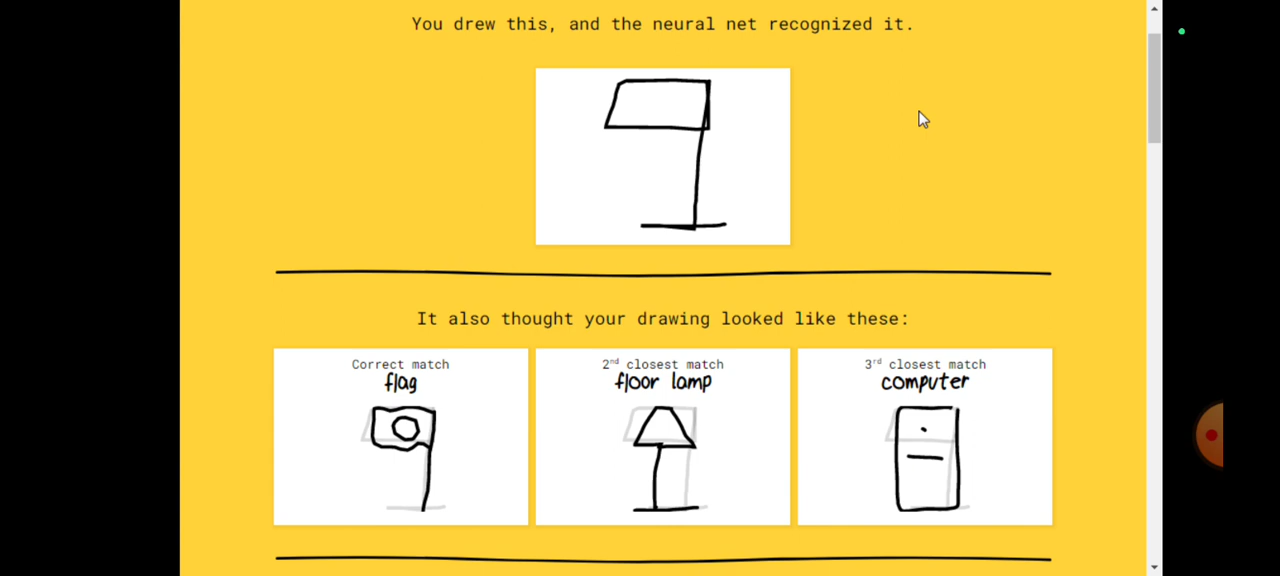 You drew this, and the neural net recognized it.
It also thought your drawing looked like these:
Correct match
flag
2nd closest match
floor lamp
3rd closest match
computer